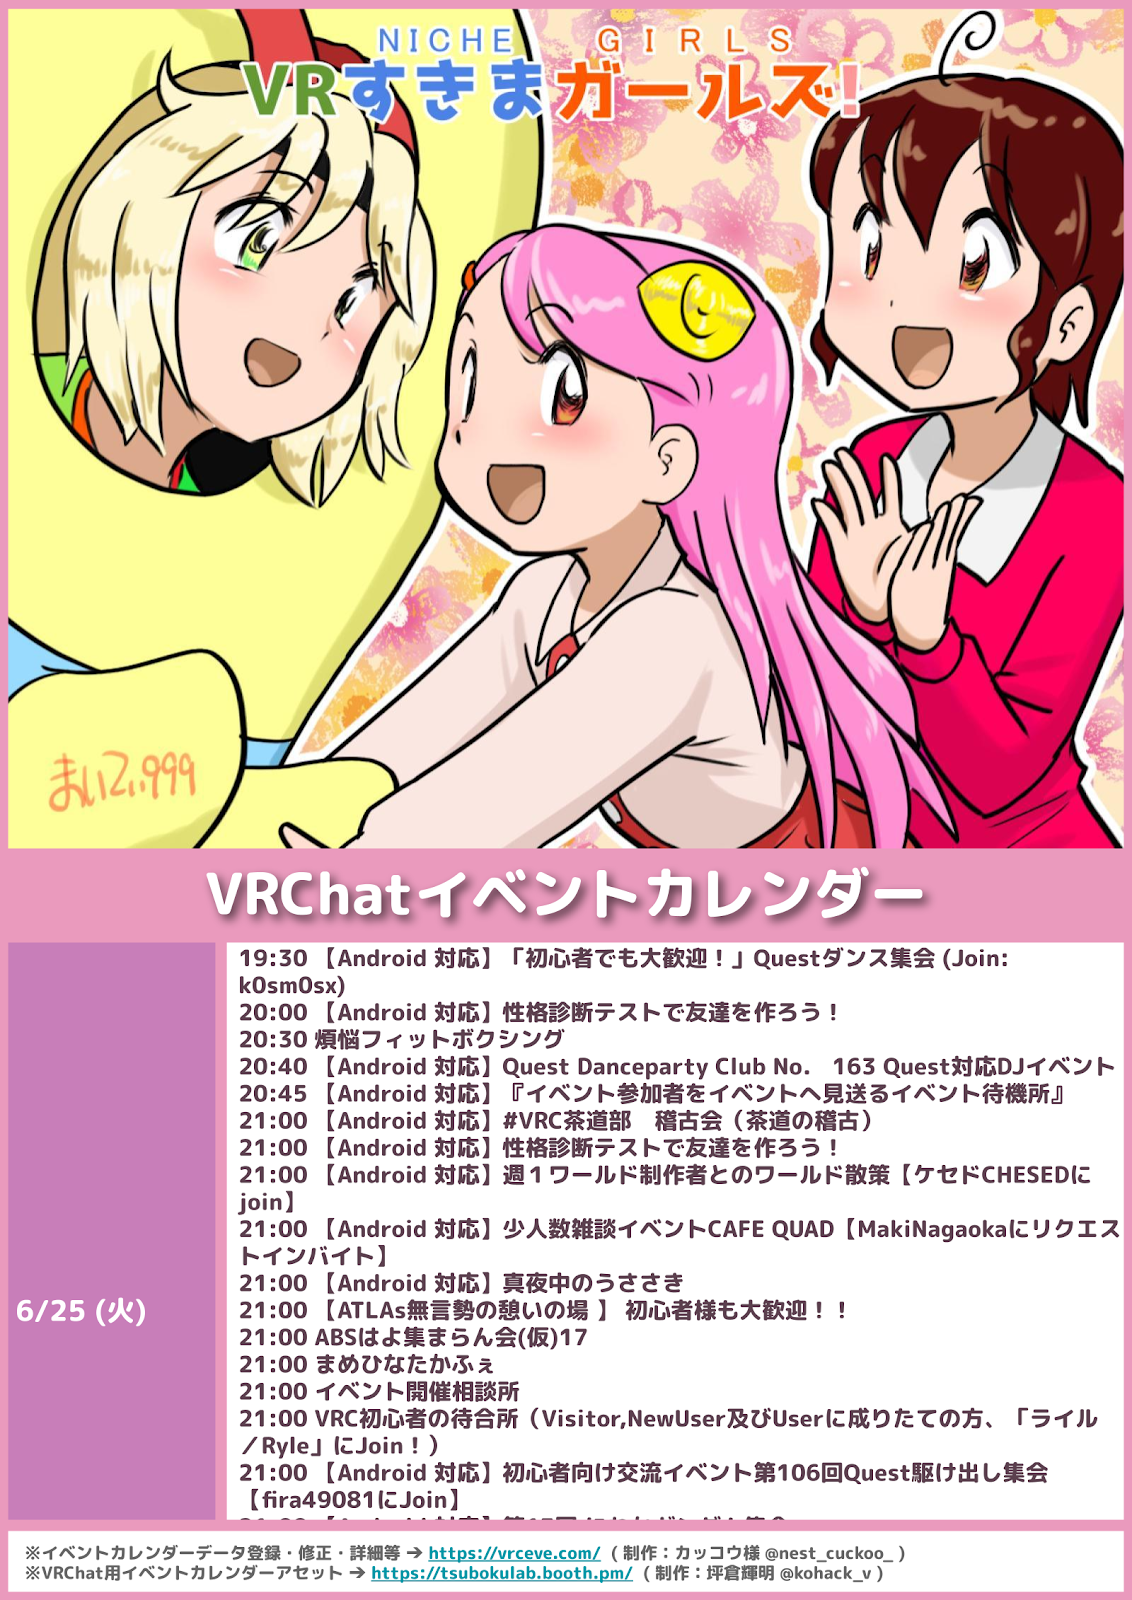 NICHE GIRLS
VRすきまガールズ!
まいてい999
VRChatイベントカレンダー
6/25 (火)
19:30 【Android 対応】「初心者でも大歓迎！」Questダンス集会 (Join:
k0sm0sx)
20:00 【Android 対応】性格診断テストで友達を作ろう！
20:30 煩悩フィットボクシング
20:40 【Android 対応】Quest Danceparty Club No.　163 Quest対応DJイベント
20:45 【Android 対応】『イベント参加者をイベントへ見送るイベント待機所』
21:00 【Android 対応】#VRC茶道部　稽古会（茶道の稽古）
21:00 【Android 対応】性格診断テストで友達を作ろう！
21:00 【Android 対応】週１ワールド制作者とのワールド散策【ケセドCHESEDに
join】
21:00 【Android 対応】少人数雑談イベントCAFE QUAD【MakiNagaokaにリクエス
トインバイト】
21:00 【Android 対応】真夜中のうささき
21:00 【ATLAs無言勢の憩いの場 】 初心者様も大歓迎！！
21:00 ABSはよ集まらん会(仮)17
21:00 まめひなたかふぇ
21:00 イベント開催相談所
21:00 VRC初心者の待合所（Visitor,NewUser及びUserに成りたての方、「ライル
／Ryle」にJoin！）
21:00 【Android 対応】初心者向け交流イベント第106回Quest駆け出し集会
【fira49081にJoin】
※イベントカレンダーデータ登録・修正・詳細等 ➔ https://vrceve.com/ （ 制作：カッコウ様 @nest_cuckoo_ ）
※VRChat用イベントカレンダーアセット ➔ https://tsubokulab.booth.pm/ （ 制作：坪倉輝明 @kohack_v ）